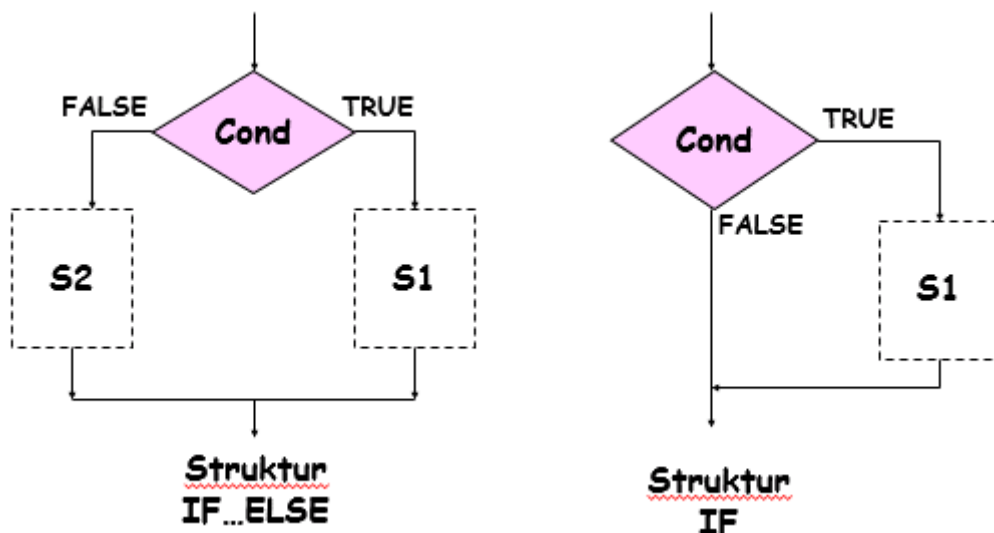 FALSE
TRUE
Cond
S2
S1
Struktur
IF...ELSE
Cond
TRUE
FALSE
S1
Struktur
IF